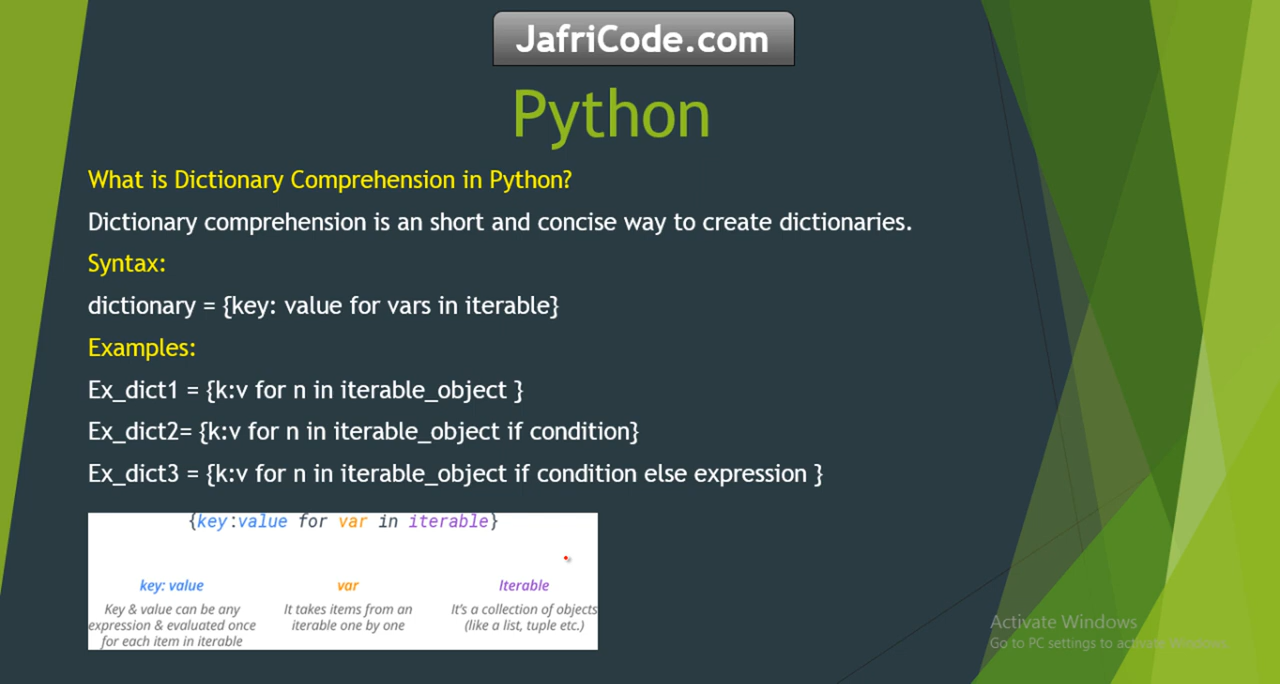 JafriCode.com
Python
What is Dictionary Comprehension in Python?
Dictionary comprehension is an short and concise way to create dictionaries.
Syntax:
dictionary = {key: value for vars in iterable}
Examples:
Ex_dict1 = {k:v for n in iterable_object }
Ex_dict2= {k:v for n in iterable_object if condition}
Ex_dict3 = {k:v for n in iterable_object if condition else expression }
{key:value for var in iterable}
key: value
Key & value can be any
expression & evaluated once
for each item in iterable
var
It takes items from an
iterable one by one
Iterable
It's a collection of objects
(like a list, tuple etc.)
Activate Windows
Go to PC settings to activate Windows.